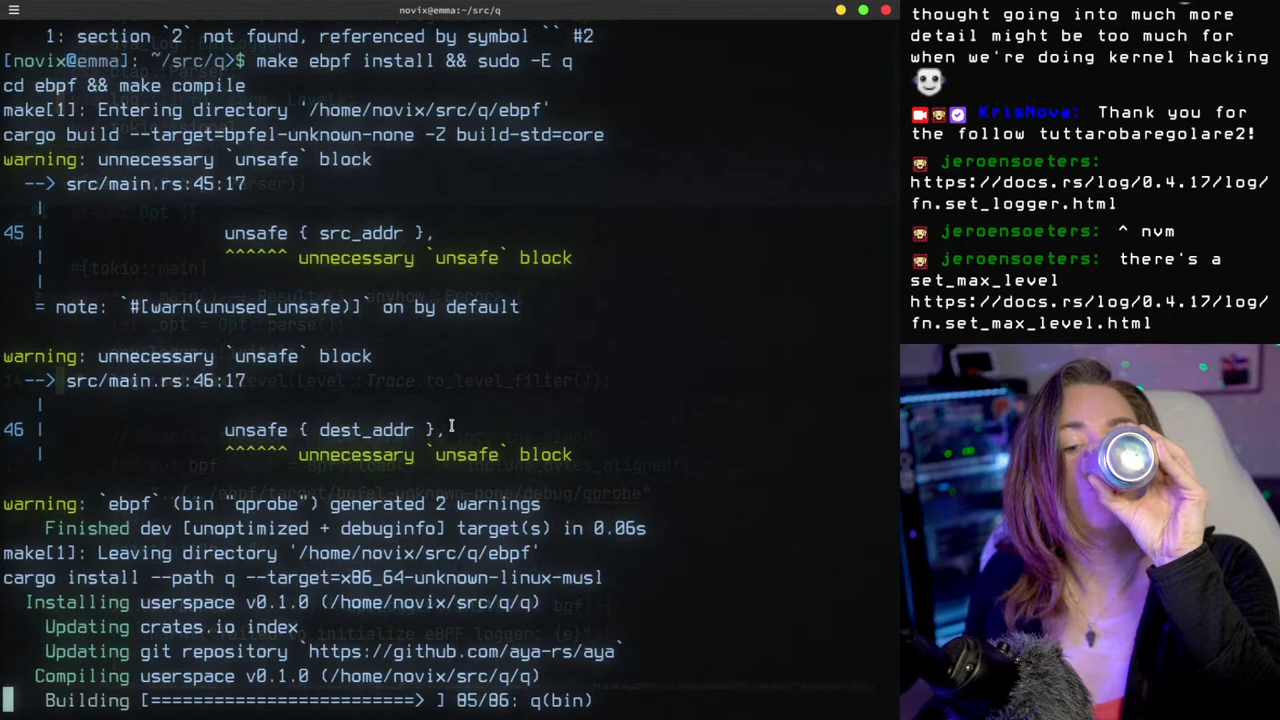 novix@emma:~/src/q
1: section `2` not found, referenced by symbol `` #2
[novix@emma]: ~/src/q>$ make ebpf install && sudo -E q
cd ebpf && make compile
make[1]: Entering directory '/home/novix/src/q/ebpf'
cargo build --target=bpfel-unknown-none -Z build-std=core
warning: unnecessary `unsafe` block
--> src/main.rs:45:17
|
45 | unsafe { src_addr },
| ^^^^^^ unnecessary `unsafe` block
|
= note: `#[warn(unused_unsafe)]` on by default
warning: unnecessary `unsafe` block
--> src/main.rs:46:17
|
46 | unsafe { dest_addr },
| ^^^^^^ unnecessary `unsafe` block
warning: `ebpf` (bin "qprobe") generated 2 warnings
Finished dev [unoptimized + debuginfo] target(s) in 0.06s
make[1]: Leaving directory '/home/novix/src/q/ebpf'
cargo install --path q --target=x86_64-unknown-linux-musl
Installing userspace v0.1.0 (/home/novix/src/q/q)
Updating crates.io index
Updating git repository `https://github.com/aya-rs/aya`
Compiling userspace v0.1.0 (/home/novix/src/q/q)
Building [=========================> ] 85/86: q(bin)
thought going into much more
detail might be too much for
when we're doing kernel hacking
KrisNova: Thank you for
the follow tuttarobaregolare2!
jeroensoeters:
https://docs.rs/log/0.4.17/log/
fn.set_logger.html
jeroensoeters: ^ nvm
jeroensoeters: there's a
set_max_level
https://docs.rs/log/0.4.17/log/
fn.set_max_level.html